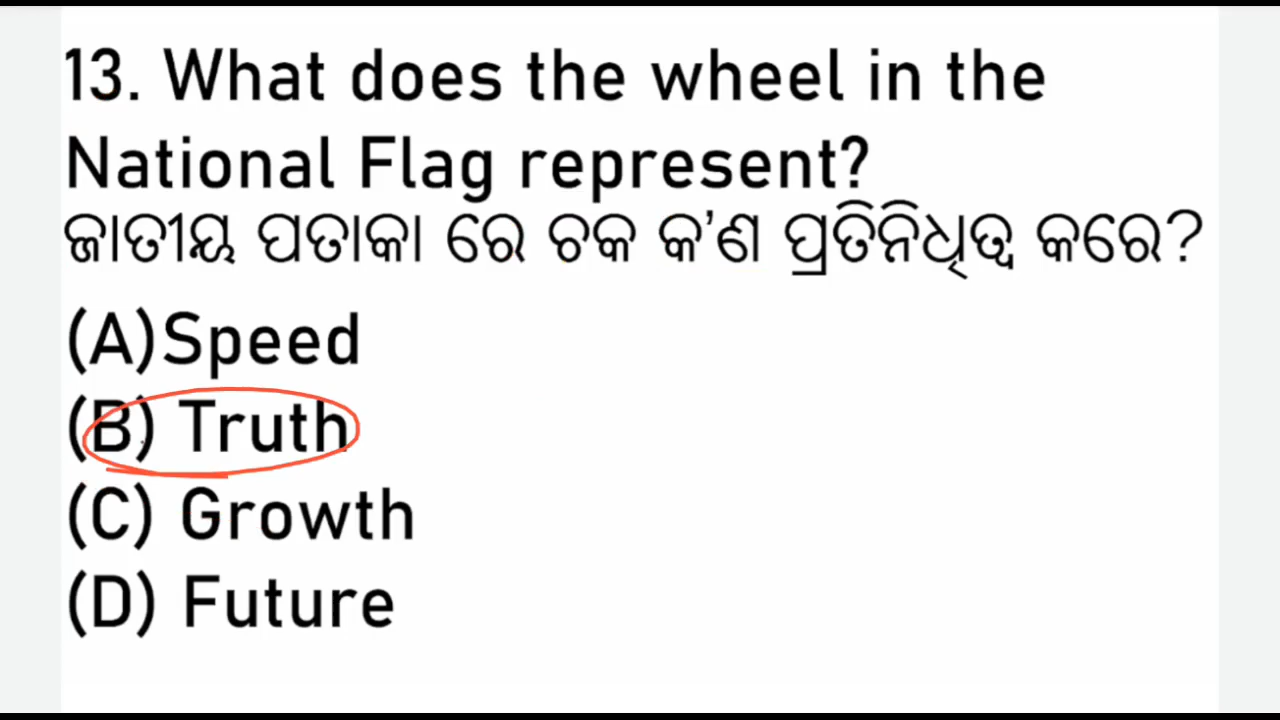 13. What does the wheel in the
National Flag represent?
ଜାତୀୟ ପତାକା ରେ ଚକ କ'ଣ ପ୍ରତିନିଧିତ୍ୱ କରେ?
(A)Speed
(B) Truth
(C) Growth
(D) Future